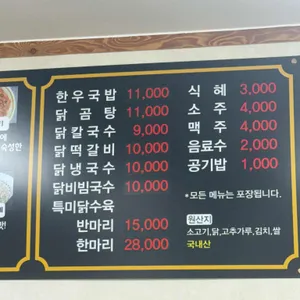 한우국밥 11,000
닭곰탕 11,000
닭칼국수 9,000
닭떡갈비 10,000
닭냉국수 10,000
닭비빔국수 10,000
특미닭수육
반마리 15,000
한마리 28,000
식혜 3,000
소주 4,000
맥주 4,000
음료수 2,000
공기밥 1,000
*모든 메뉴는 포장됩니다.
원산지
소고기,닭,고추가루,김치,쌀
국내산
에
숙성한